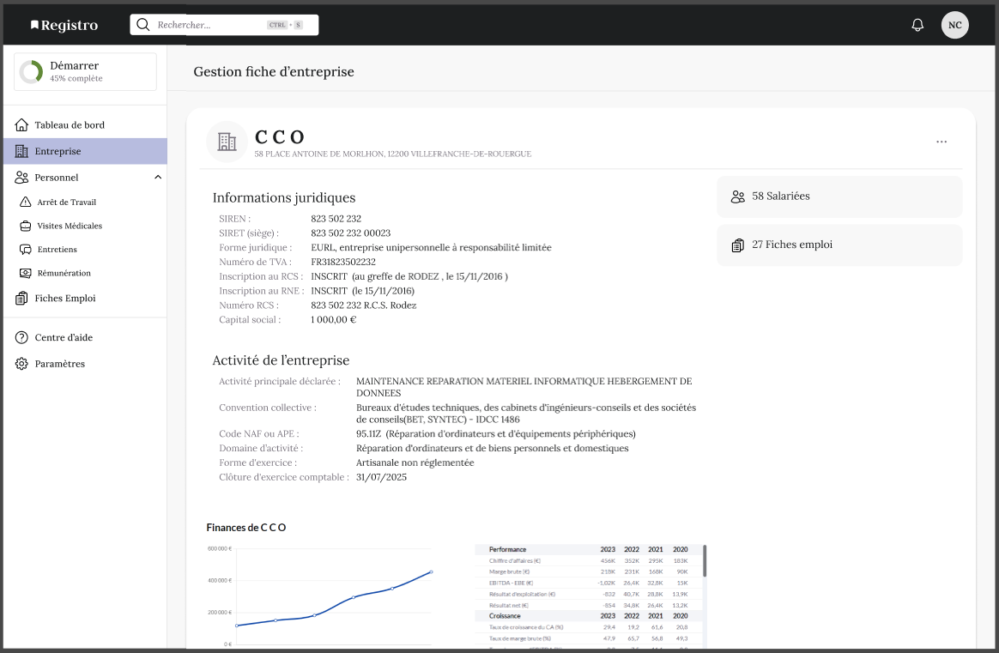 Registro
Rechercher...
CTRL + S
NC
Démarrer
45% complète
Tableau de bord
Entreprise
Personnel
Arrêt de Travail
Visites Médicales
Entretiens
Rémunération
Fiches Emploi
Centre d'aide
Paramètres
Gestion fiche d'entreprise
C C O
58 PLACE ANTOINE DE MORLHON, 12200 VILLEFRANCHE-DE-ROUERGUE
...
58 Salariées
27 Fiches emploi
Informations juridiques
SIREN : 823 502 232
SIRET (siège) : 823 502 232 00023
Forme juridique : EURL, entreprise unipersonnelle à responsabilité limitée
Numéro de TVA : FR31823502232
Inscription au RCS : INSCRIT (au greffe de RODEZ , le 15/11/2016 )
Inscription au RNE : INSCRIT (le 15/11/2016)
Numéro RCS : 823 502 232 R.C.S. Rodez
Capital social : 1 000,00 €
Activité de l'entreprise
Activité principale déclarée : MAINTENANCE REPARATION MATERIEL INFORMATIQUE HEBERGEMENT DE
DONNEES
Convention collective : Bureaux d'études techniques, des cabinets d'ingénieurs-conseils et des sociétés
de conseils(BET, SYNTEC) - IDCC 1486
Code NAF ou APE : 95.11Z (Réparation d'ordinateurs et d'équipements périphériques)
Domaine d'activité : Réparation d'ordinateurs et de biens personnels et domestiques
Forme d'exercice : Artisanale non réglementée
Clôture d'exercice comptable : 31/07/2025
Finances de C C O
600 000 €
400 000 €
200 000 €
0 €
Performance 2023 2022 2021 2020
Chiffre d'affaires (€) 456K 352K 295K 183K
Marge brute (€) 218K 231K 168K 90K
EBITDA - EBE (€) -1,02K 26,4K 32,8K 15K
Résultat d'exploitation (€) -832 40,7K 28,8K 13,9K
Résultat net (€) -854 34,8K 26,4K 13,2K
Croissance 2023 2022 2021 2020
Taux de croissance du CA (%) 29,4 19,2 61,6 20,8
Taux de marge brute (%) 47,9 65,7 56,8 49,3